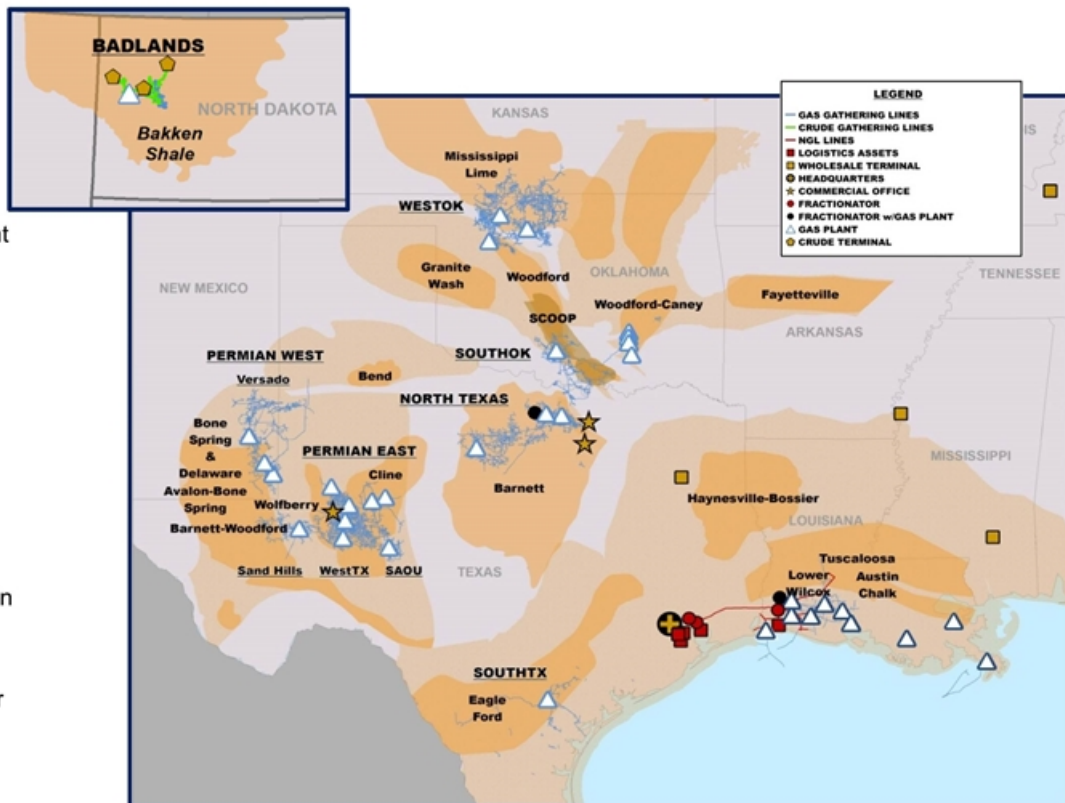 BADLANDS
NORTH DAKOTA
Bakken
Shale
LEGEND
GAS GATHERING LINES
CRUDE GATHERING LINES
NGL LINES
LOGISTICS ASSETS
WHOLESALE TERMINAL
HEADQUARTERS
COMMERCIAL OFFICE
FRACTIONATOR
FRACTIONATOR w/GAS PLANT
GAS PLANT
CRUDE TERMINAL
KANSAS
IS
Mississippi
Lime
WESTOK
Granite
Wash
Woodford
OKLAHOMA
TENNESSEE
NEW MEXICO
Woodford-Caney
Fayetteville
SCOOP
ARKANSAS
SOUTHOK
PERMIAN WEST
Versado
Bend
NORTH TEXAS
Bone
Spring
&
Delaware
Avalon-Bone
Spring
Barnett-Woodford
PERMIAN EAST
Cline
Wolfberry
Barnett
MISSISSIPPI
Haynesville-Bossier
LOUISIANA
Sand Hills
WestTX
SAOU
TEXAS
Tuscaloosa
Lower
Wilcox
Austin
Chalk
SOUTHTX
Eagle
Ford
nt
n
r